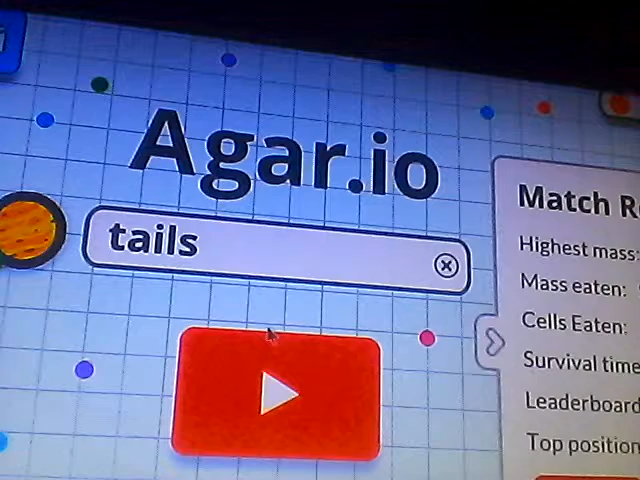 Agar.io
tails
Match R
Highest mass:
Mass eaten:
Cells Eaten:
Survival time
Leaderboard
Top position